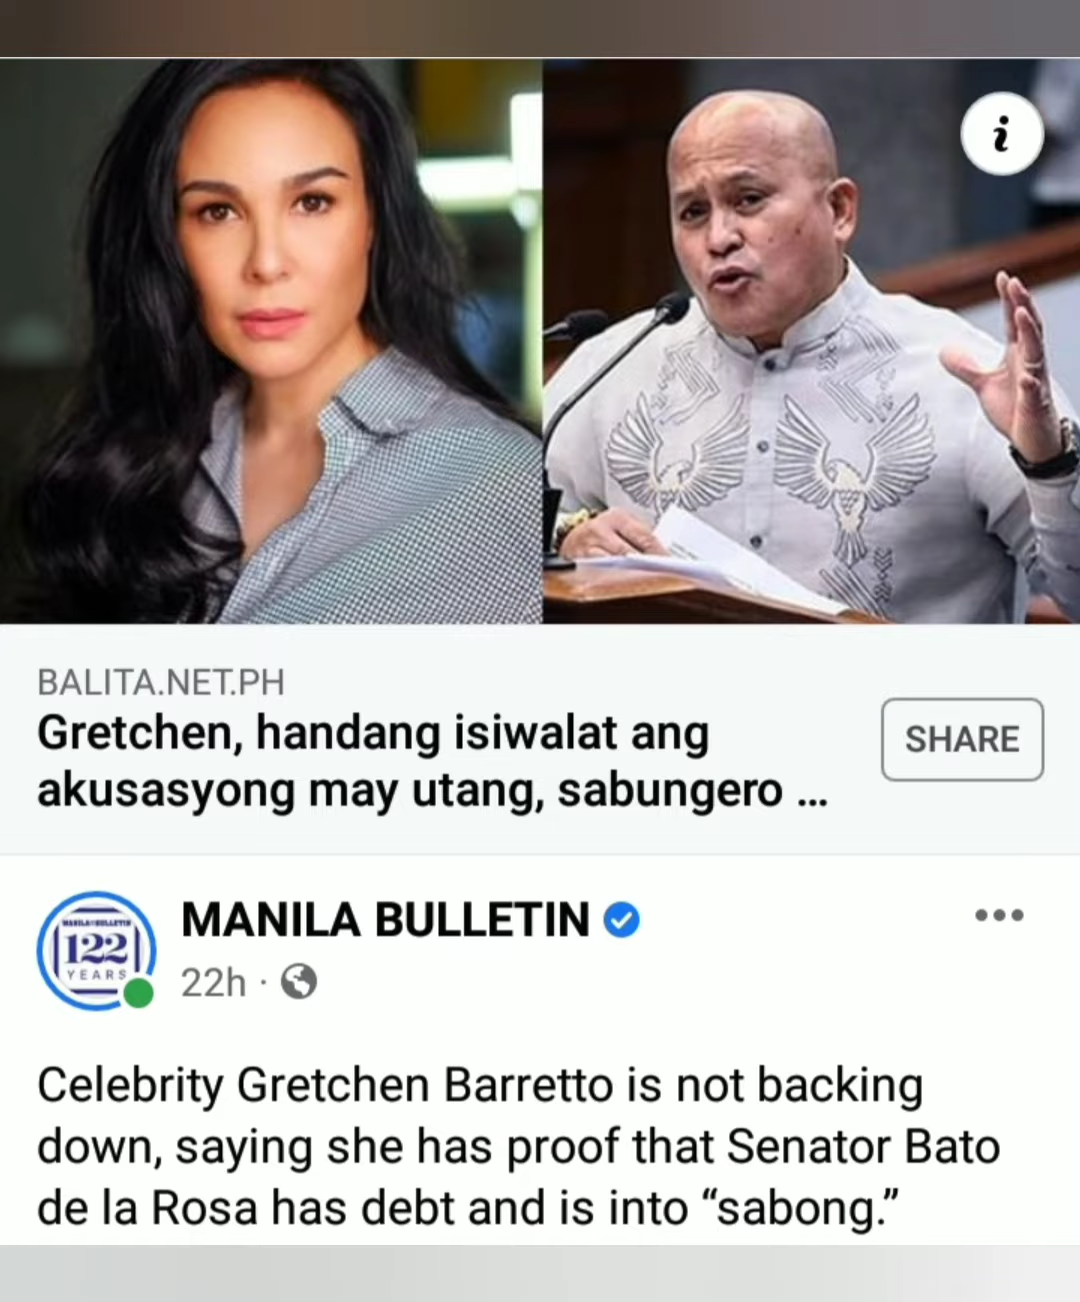 i
BALITA.NET.PH
Gretchen, handang isiwalat ang
akusasyong may utang, sabungero ...
SHARE
MANILA BULLETIN
122
YEARS
MANILA BULLETIN
22h ·
Celebrity Gretchen Barretto is not backing
down, saying she has proof that Senator Bato
de la Rosa has debt and is into “sabong.”